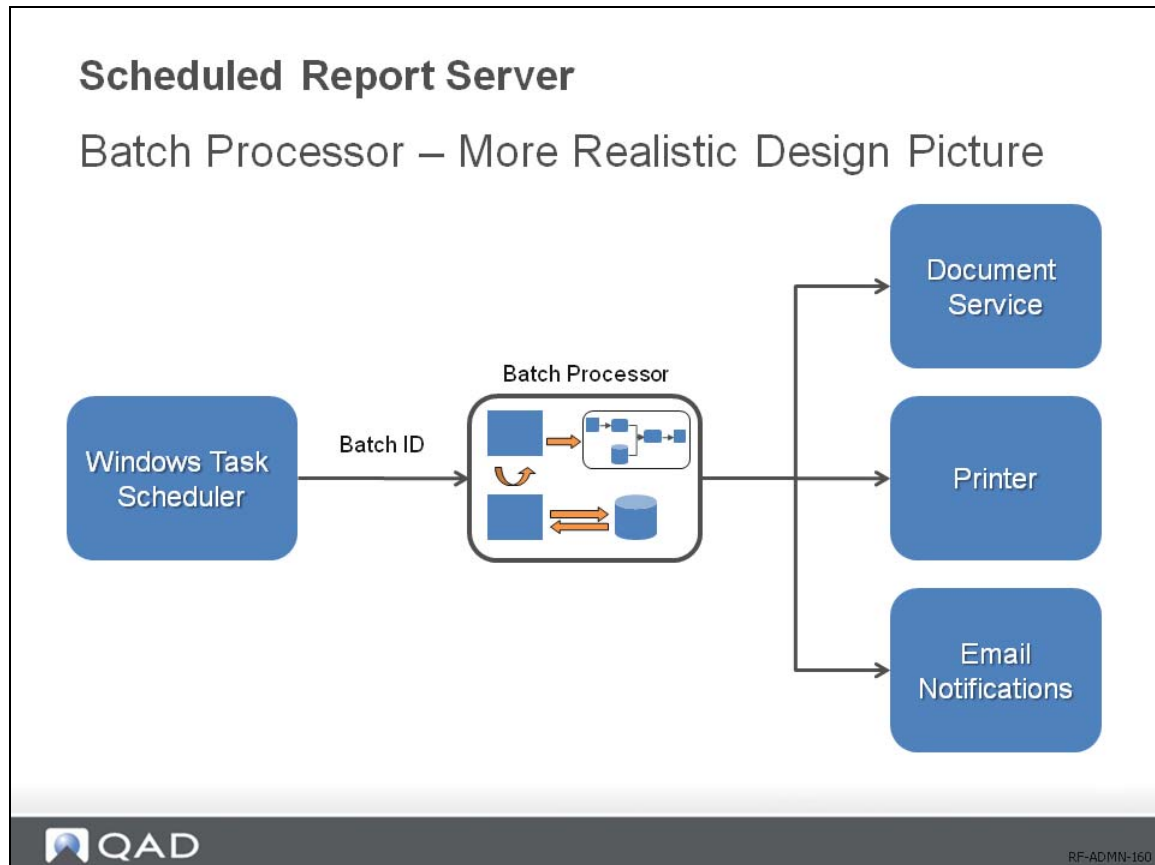 Scheduled Report Server
Batch Processor – More Realistic Design Picture
Document
Service
Batch Processor
Batch ID
Windows Task
Scheduler
Printer
Email
Notifications
QAD
RF-ADMN-160